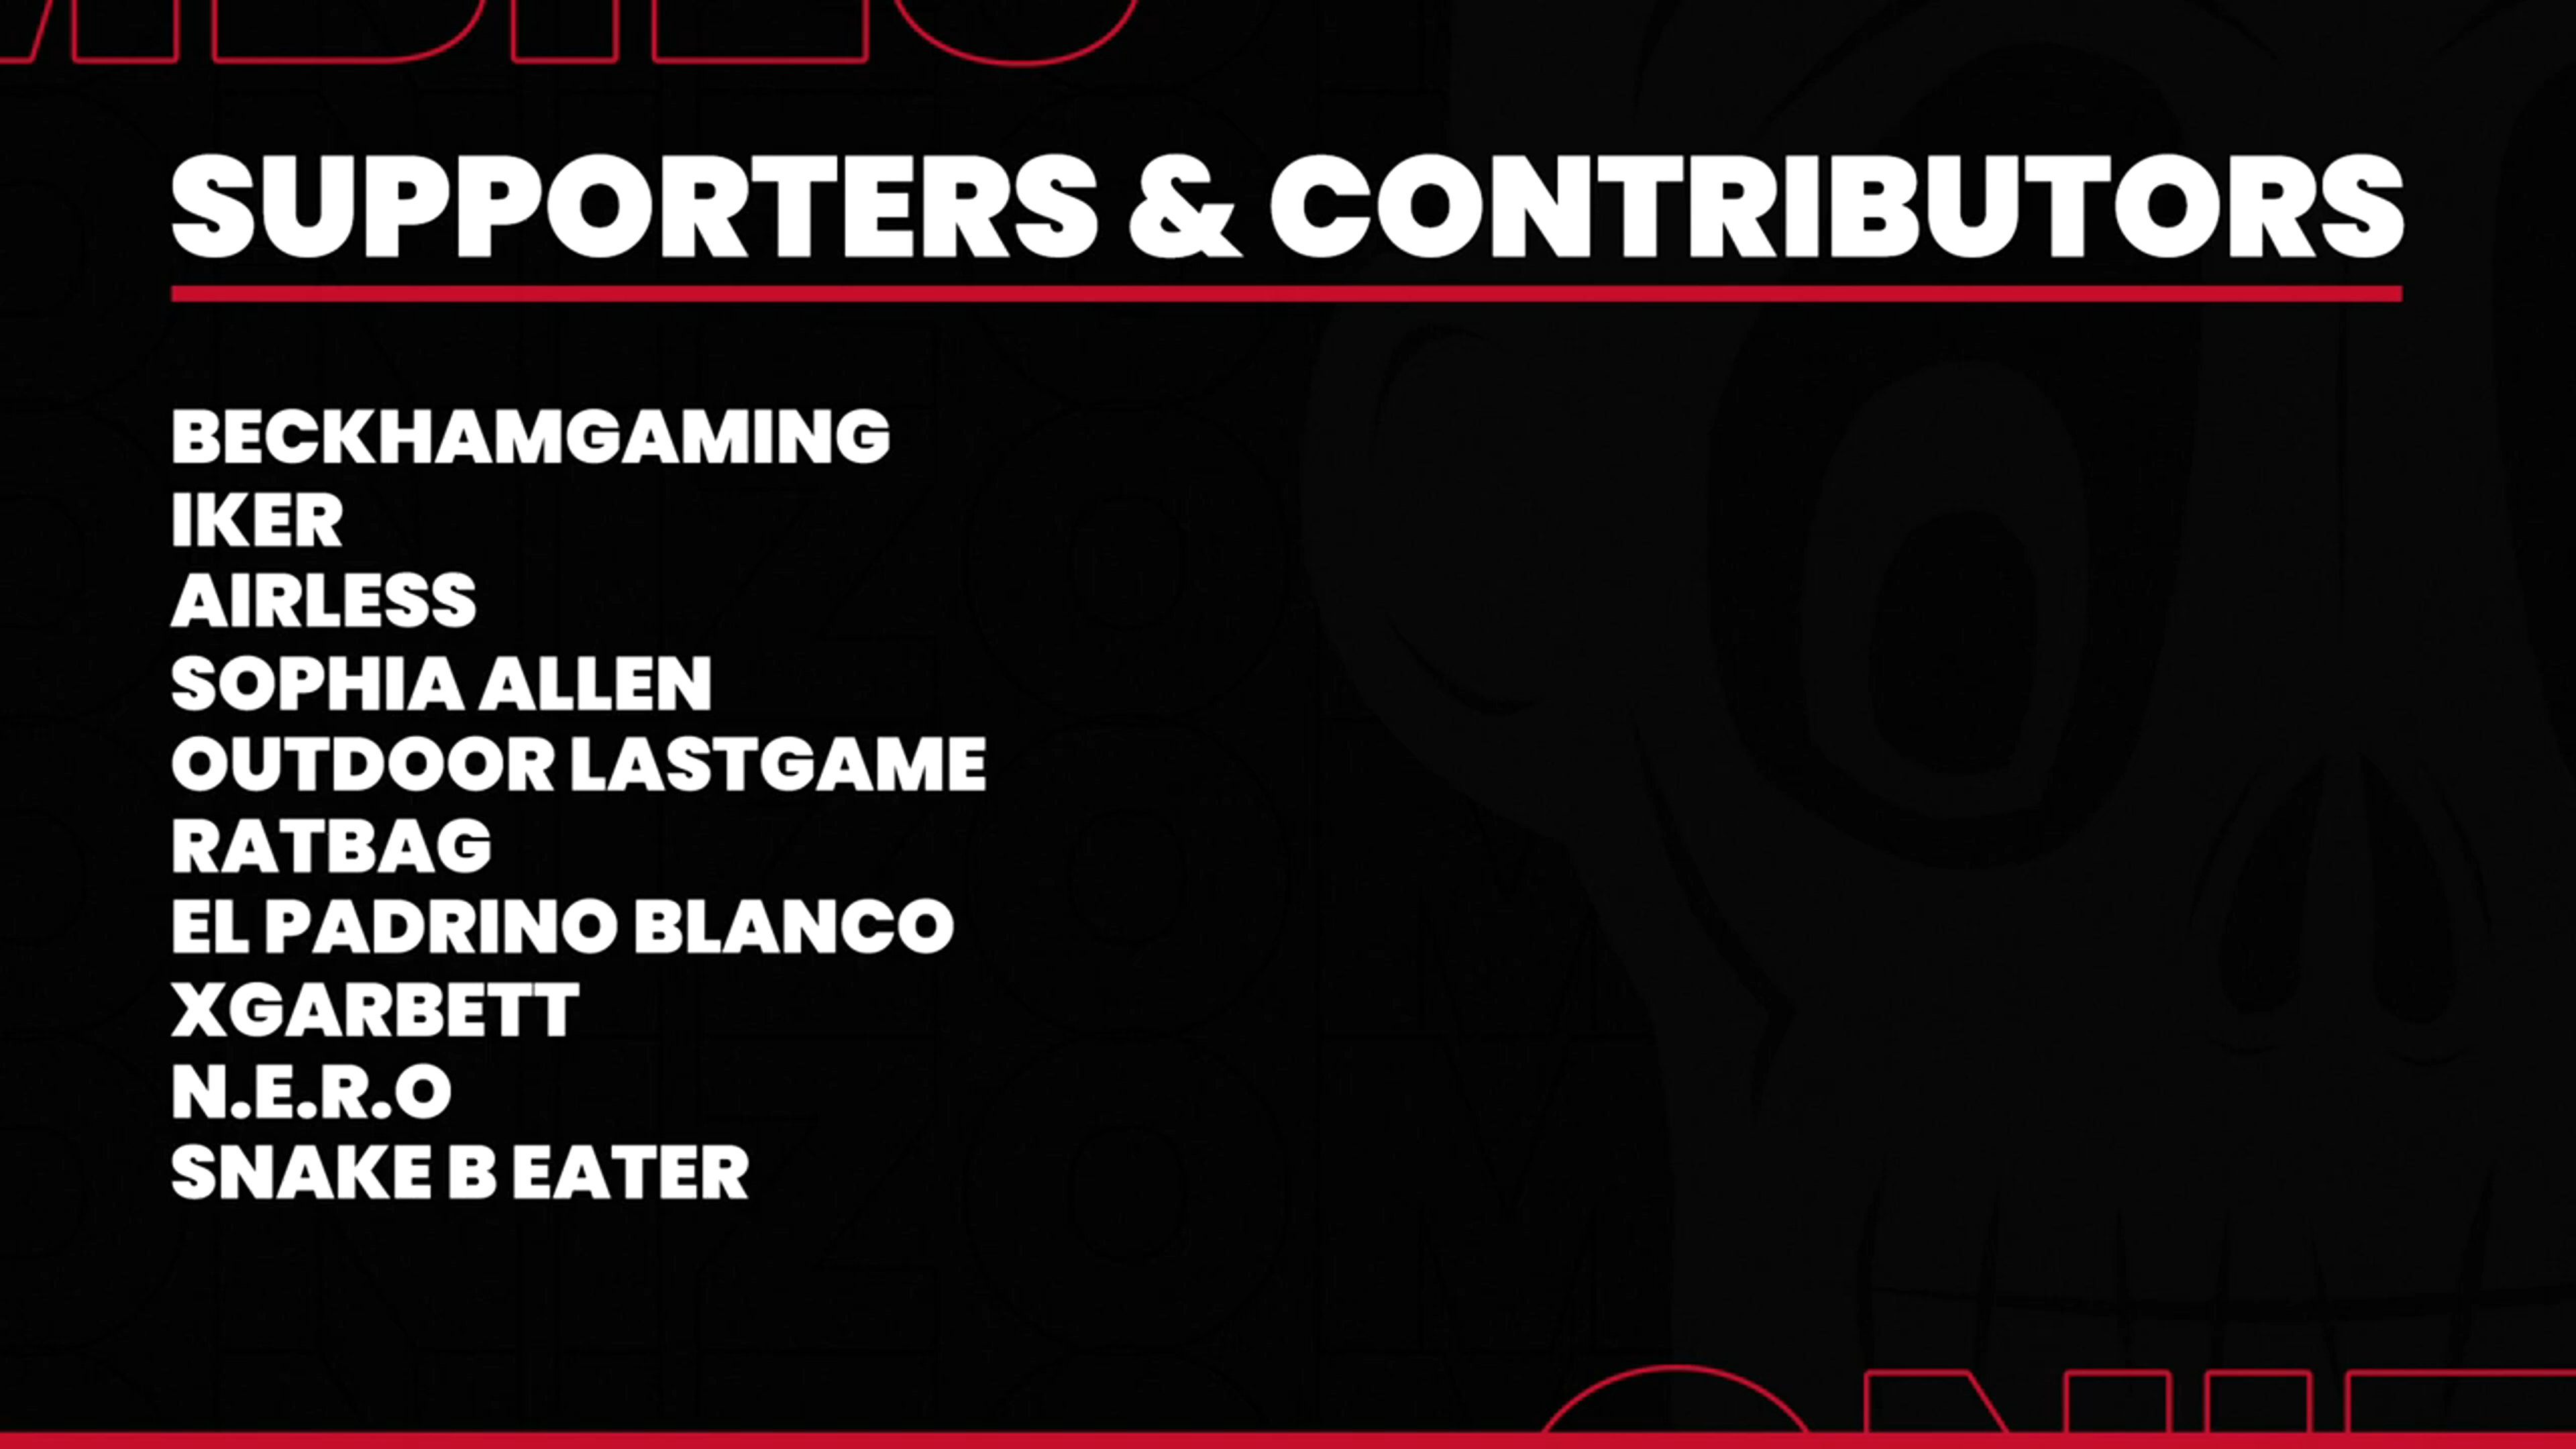 SUPPORTERS & CONTRIBUTORS
BECKHAMGAMING
IKER
AIRLESS
SOPHIA ALLEN
OUTDOOR LASTGAME
RATBAG
EL PADRINO BLANCO
XGARBETT
N.E.R.O
SNAKE B EATER